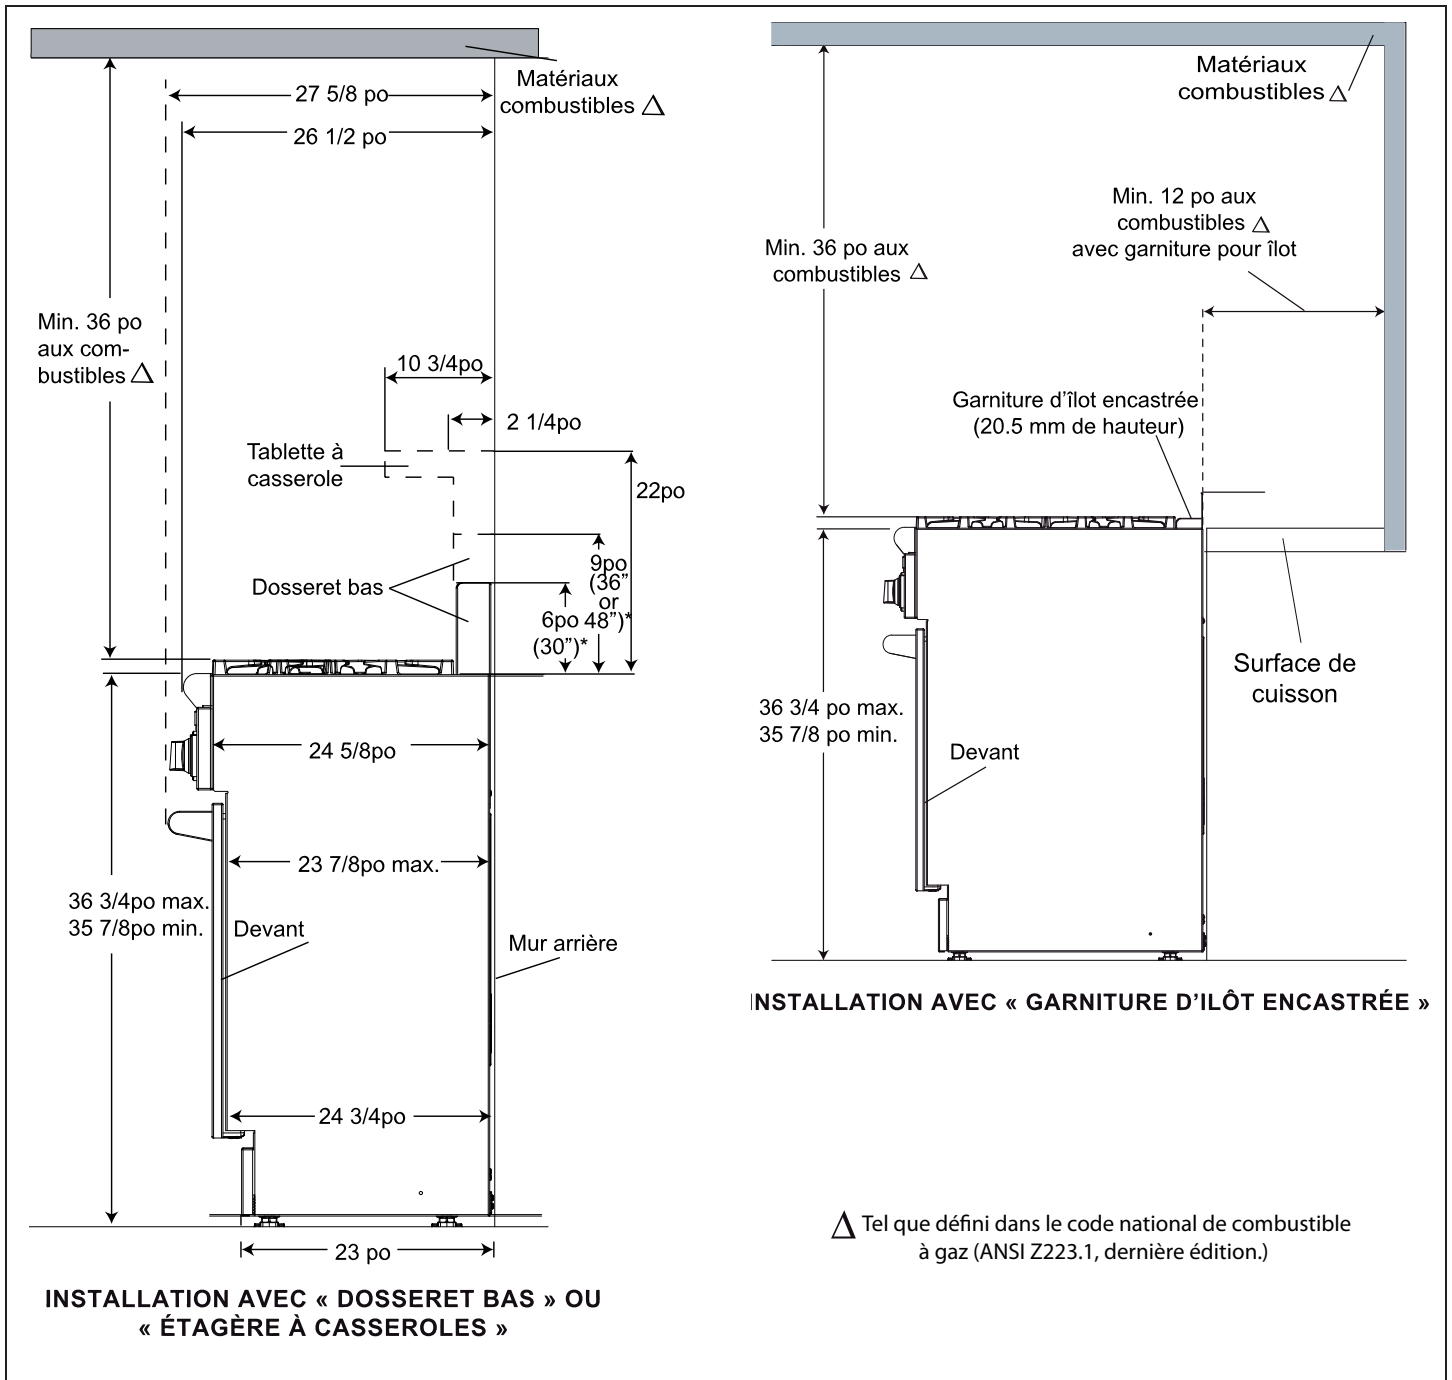 Matériaux
combustibles Δ
27 5/8 po
26 1/2 po
Min. 36 po
aux com-
bustibles Δ
10 3/4po
2 1/4po
Tablette à
casserole
22po
Dosseret bas
9po
(36”
or
48”)*
6po
(30”)*
24 5/8po
23 7/8po max.
36 3/4po max.
35 7/8po min.
Devant
Mur arrière
24 3/4po
23 po
INSTALLATION AVEC « DOSSERET BAS » OU
« ÉTAGÈRE À CASSEROLES »
Matériaux
combustibles Δ
Min. 12 po aux
combustibles Δ
avec garniture pour îlot
Min. 36 po aux
combustibles Δ
Garniture d’îlot encastrée
(20.5 mm de hauteur)
Surface de
cuisson
36 3/4 po max.
35 7/8 po min.
Devant
INSTALLATION AVEC « GARNITURE D’ILÔT ENCASTRÉE »
Δ Tel que défini dans le code national de combustible
à gaz (ANSI Z223.1, dernière édition.)